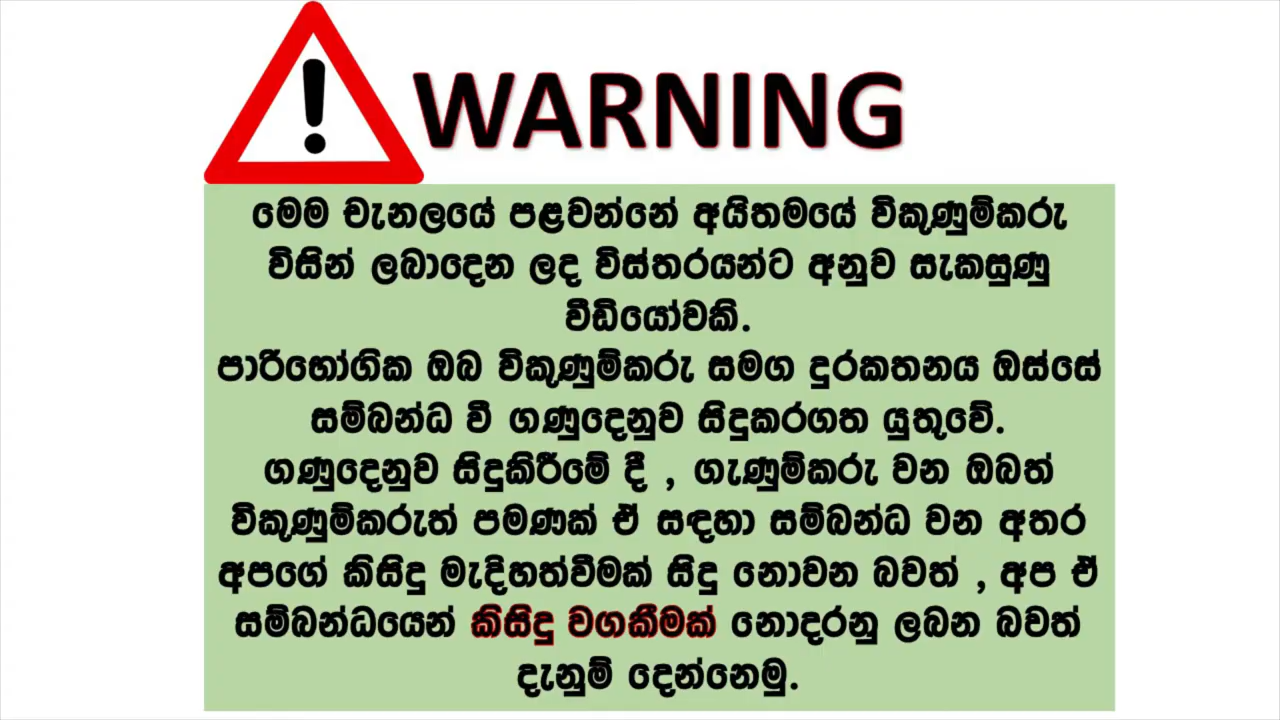 WARNING
මෙම චැනලයේ පළවන්නේ අයිතමයේ විකුණුම්කරු
විසින් ලබාදෙන ලද විස්තරයන්ට අනුව සැකසුණු
වීඩියෝවකි.
පාරිභෝගික ඔබ විකුණුම්කරු සමග දුරකතනය ඔස්සේ
සම්බන්ධ වී ගණුදෙනුව සිදුකරගත යුතුවේ.
ගණුදෙනුව සිදුකිරීමේ දී , ගැණුම්කරු වන ඔබත්
විකුණුම්කරුත් පමණක් ඒ සඳහා සම්බන්ධ වන අතර
අපගේ කිසිදු මැදිහත්වීමක් සිදු නොවන බවත් , අප ඒ
සම්බන්ධයෙන් කිසිදු වගකීමක් නොදරනු ලබන බවත්
දැනුම් දෙන්නෙමු.